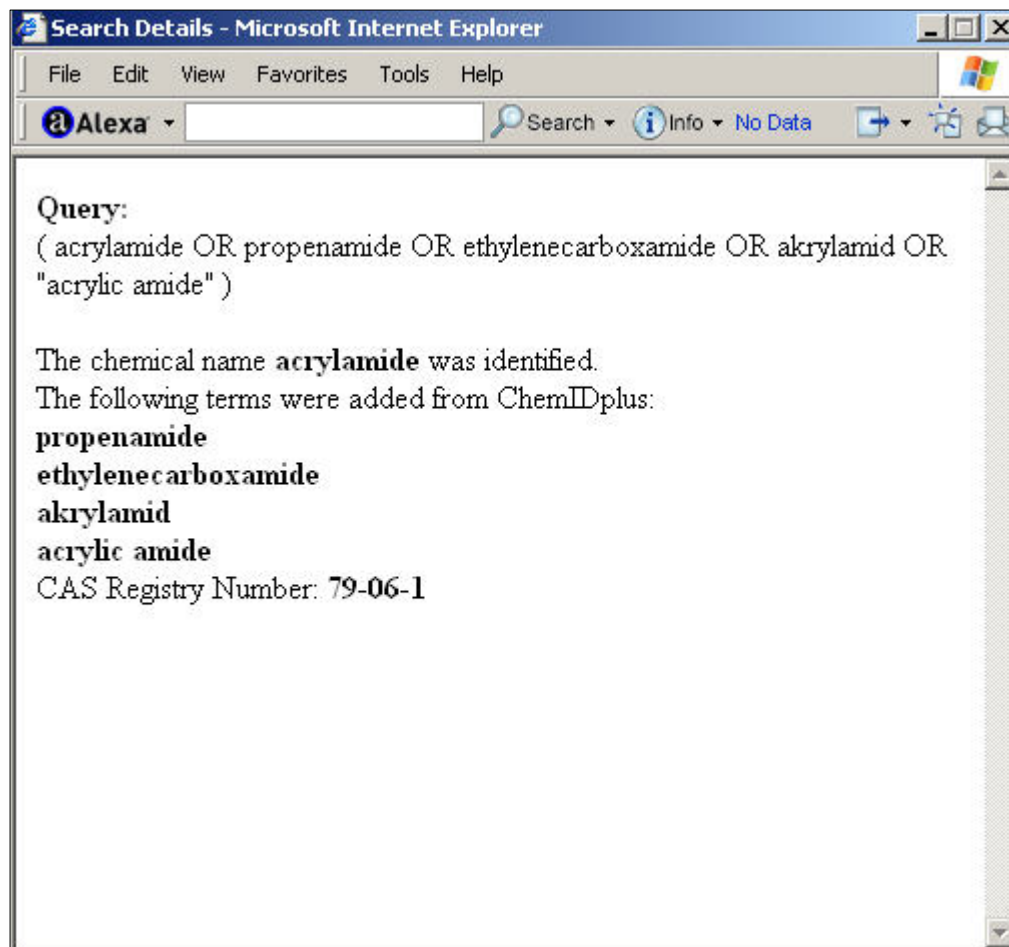 Search Details - Microsoft Internet Explorer
File Edit View Favorites Tools Help
Alexa Search Info No Data
Query:
( acrylamide OR propenamide OR ethylenecarboxamide OR akrylamid OR
"acrylic amide" )
The chemical name acrylamide was identified.
The following terms were added from ChemIDplus:
propenamide
ethylenecarboxamide
akrylamid
acrylic amide
CAS Registry Number: 79-06-1